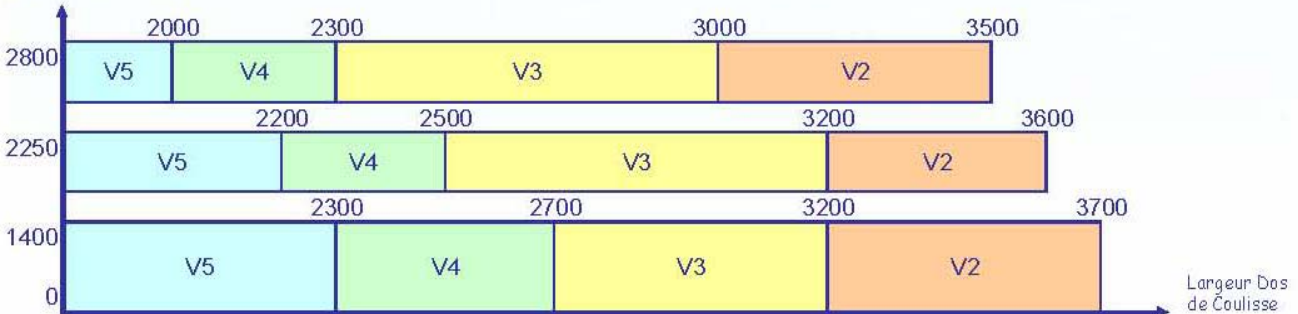 2000 2300 3000 3500
2800 V5 V4 V3 V2
2200 2500 3200 3600
2250 V5 V4 V3 V2
2300 2700 3200 3700
1400
V5 V4 V3 V2
0
Largeur Dos
de Coulisse